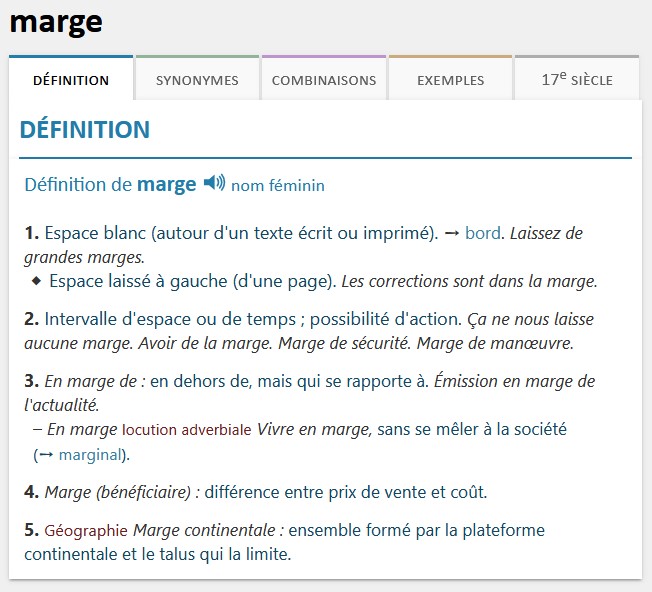 marge
DÉFINITION
SYNONYMES
COMBINAISONS
EXEMPLES
17e SIÈCLE
DÉFINITION
Définition de marge nom féminin
1. Espace blanc (autour d'un texte écrit ou imprimé). → bord. Laissez de
grandes marges.
◆ Espace laissé à gauche (d'une page). Les corrections sont dans la marge.
2. Intervalle d'espace ou de temps ; possibilité d'action. Ça ne nous laisse
aucune marge. Avoir de la marge. Marge de sécurité. Marge de manœuvre.
3. En marge de : en dehors de, mais qui se rapporte à. Émission en marge de
l'actualité.
– En marge locution adverbiale Vivre en marge, sans se mêler à la société
(↔ marginal).
4. Marge (bénéficiaire) : différence entre prix de vente et coût.
5. Géographie Marge continentale : ensemble formé par la plateforme
continentale et le talus qui la limite.